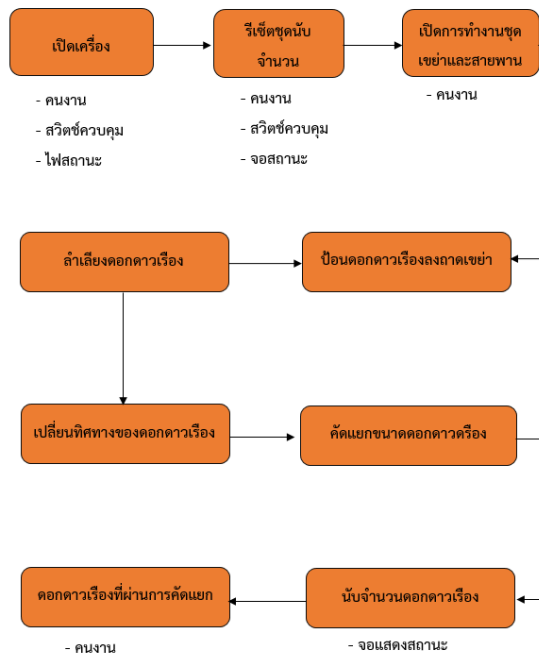 เปิดเครื่อง
- คนงาน
- สวิตช์ควบคุม
- ไฟสถานะ
รีเซ็ตชุดนับ
จำนวน
- คนงาน
- สวิตช์ควบคุม
- จอสถานะ
เปิดการทำงานชุด
เขย่าและสายพาน
- คนงาน
ลำเลียงดอกดาวเรือง
ป้อนดอกดาวเรืองลงถาดเขย่า
เปลี่ยนทิศทางของดอกดาวเรือง
คัดแยกขนาดดอกดาวดรือง
ดอกดาวเรืองที่ผ่านการคัดแยก
- คนงาน
นับจำนวนดอกดาวเรือง
- จอแสดงสถานะ